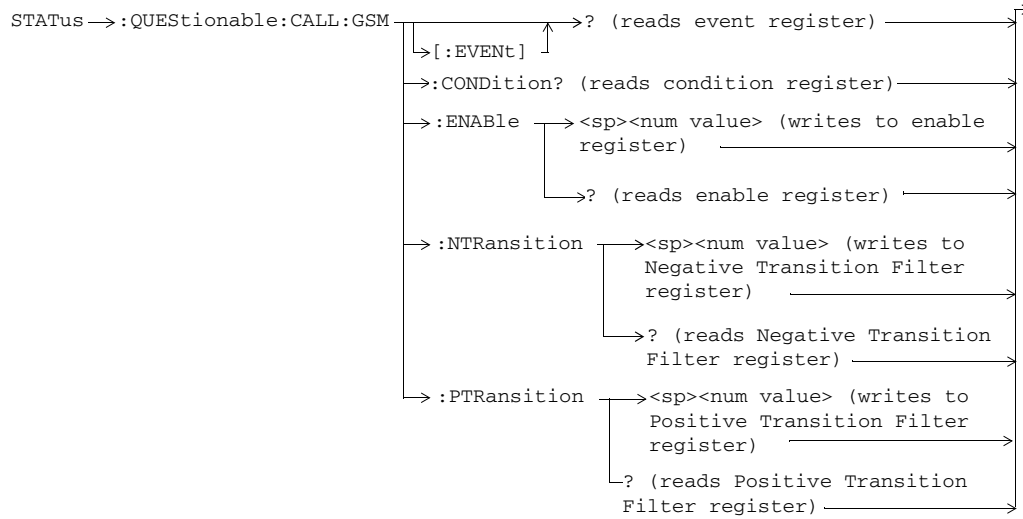 STATus :QUEStionable:CALL:GSM ? (reads event register)
[:EVENt]
:CONDition? (reads condition register)
:ENABle <sp><num value> (writes to enable
register)
? (reads enable register)
:NTRansition <sp><num value> (writes to
Negative Transition Filter
register)
? (reads Negative Transition
Filter register)
:PTRansition <sp><num value> (writes to
Positive Transition Filter
register)
? (reads Positive Transition
Filter register)